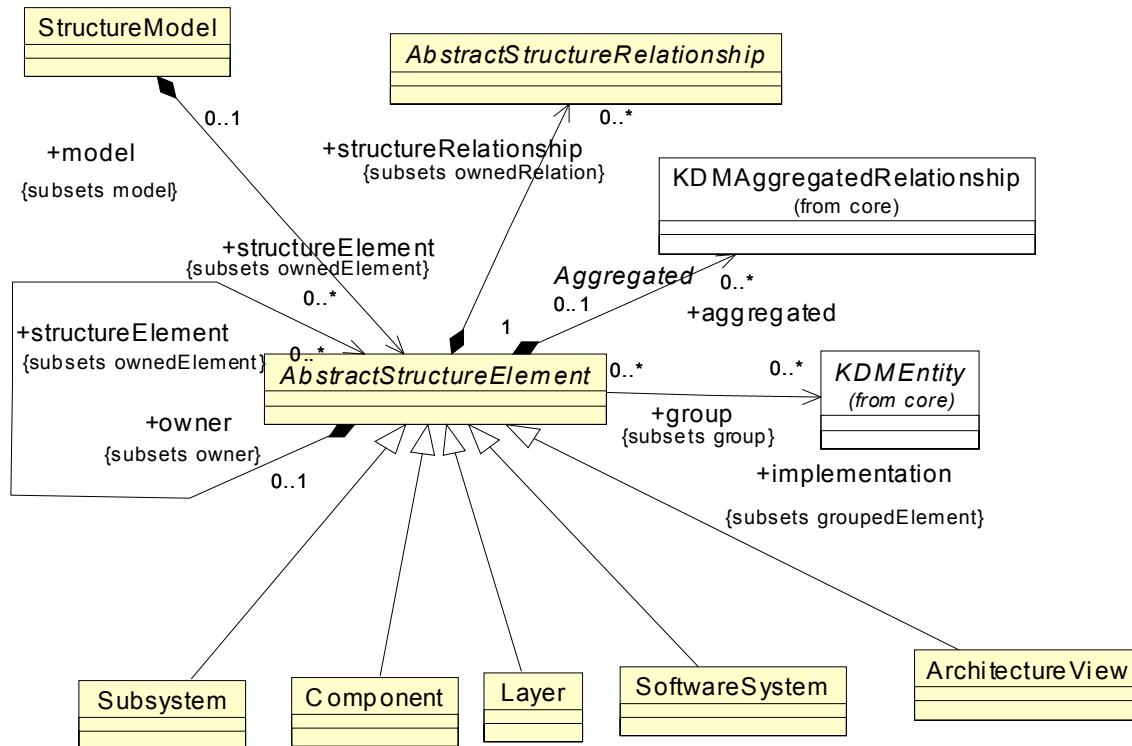 StructureModel
AbstractStructureRelationship
0..1
0..*
+model
{subsets model}
+structureRelationship
{subsets ownedRelation}
KDMAggregatedRelationship
(from core)
+structureElement
{subsets ownedElement}
Aggregated
0..1
0..*
+aggregated
0..*
+structureElement
{subsets ownedElement}
0..*
1
AbstractStructureElement
0..*
0..*
KDMEntity
(from core)
+group
{subsets group}
+owner
{subsets owner}
0..1
+implementation
{subsets groupedElement}
Subsystem
Component
Layer
SoftwareSystem
ArchitectureView